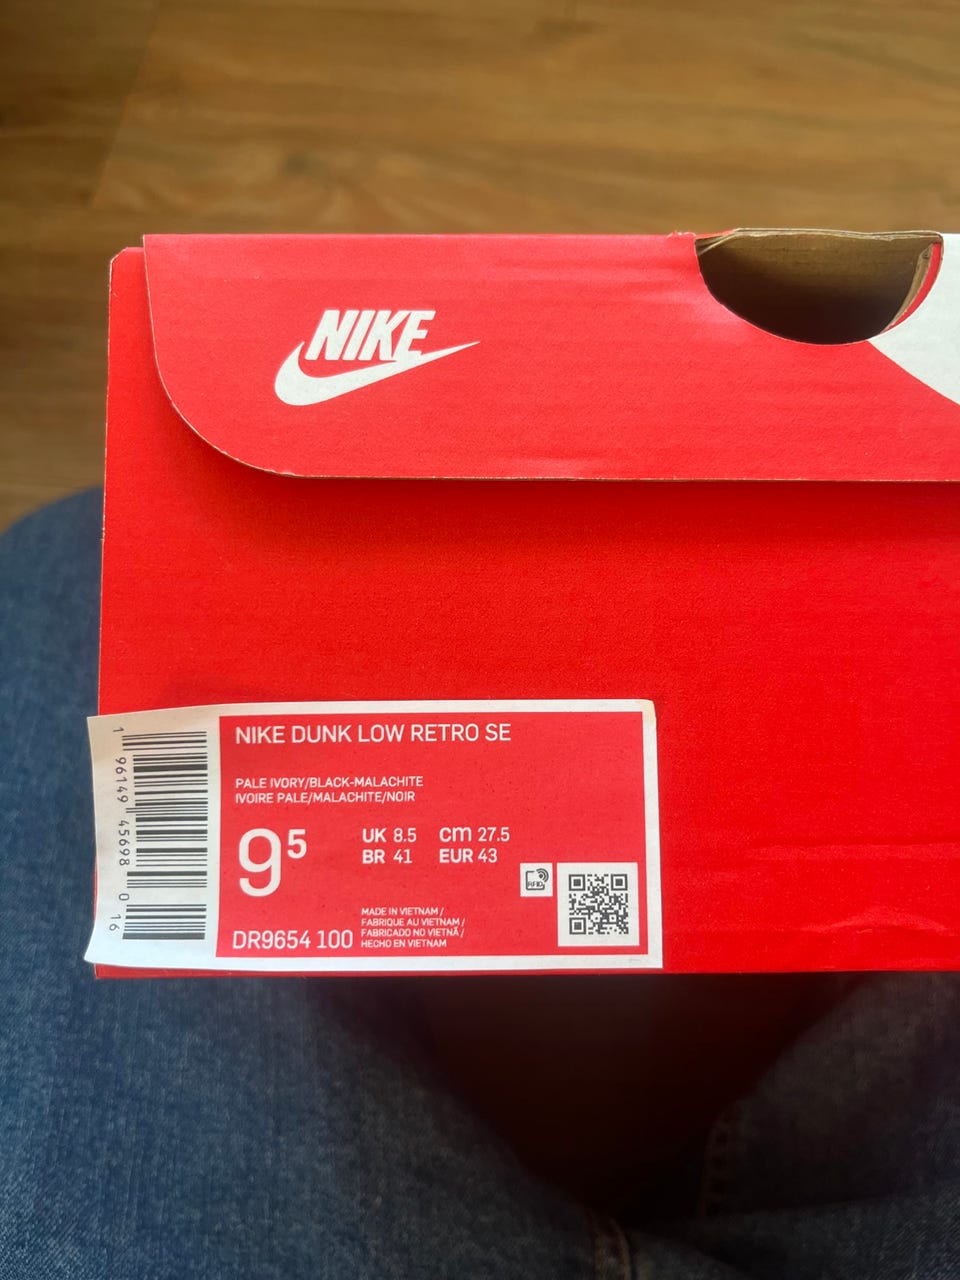 NIKE
NIKE DUNK LOW RETRO SE
PALE IVORY/BLACK-MALACHITE
IVOIRE PALE/MALACHITE/NOIR
9⁵
UK 8.5 cm 27.5
BR 41 EUR 43
RFID
MADE IN VIETNAM /
FABRIQUE AU VIETNAM /
FABRICADO NO VIETNÃ /
HECHO EN VIETNAM
DR9654 100
1 96149 45698 0 16